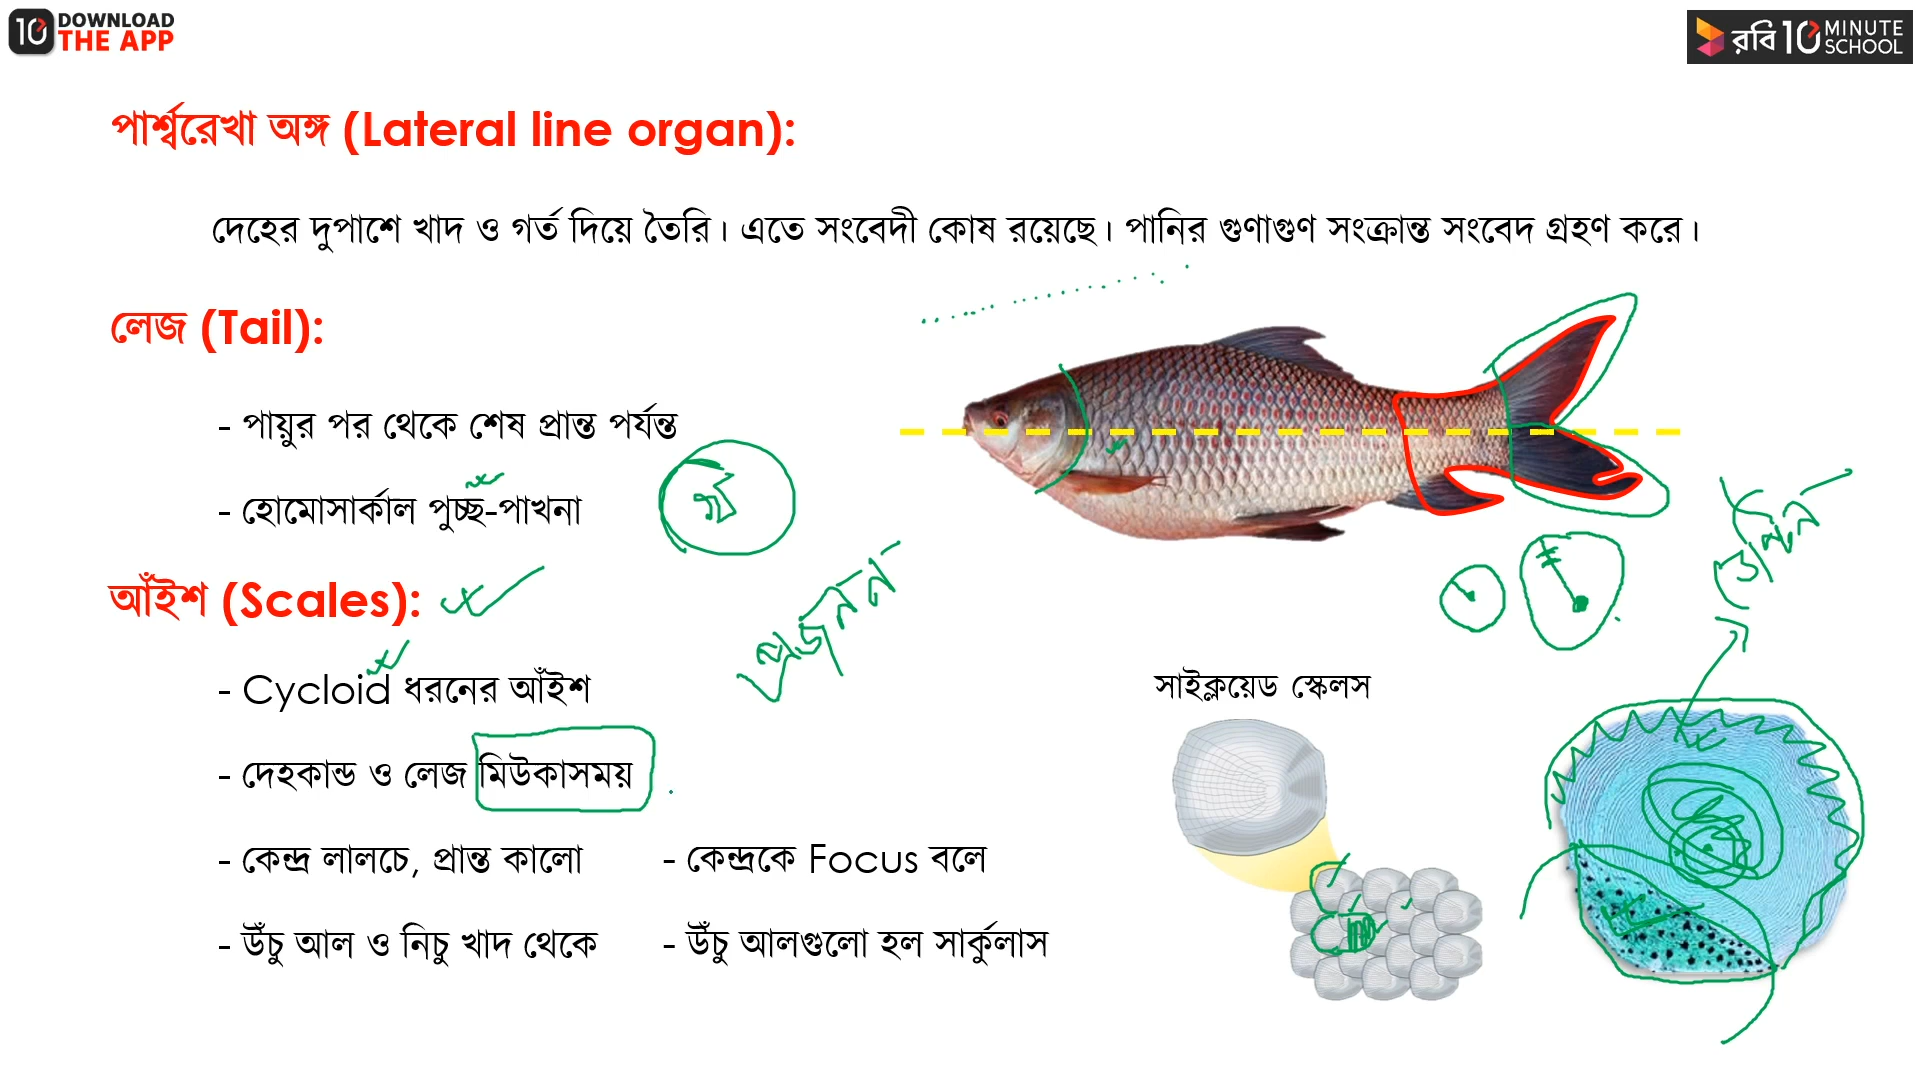 10 DOWNLOAD THE APP
রবি 10 MINUTE SCHOOL
পার্শ্বরেখা অঙ্গ (Lateral line organ):
দেহের দুপাশে খাদ ও গর্ত দিয়ে তৈরি। এতে সংবেদী কোষ রয়েছে। পানির গুণাগুণ সংক্রান্ত সংবেদ গ্রহণ করে।
লেজ (Tail):
- পায়ুর পর থেকে শেষ প্রান্ত পর্যন্ত
- হোমোসার্কাল পুচ্ছ-পাখনা
আঁইশ (Scales):
প্রজনন
- Cycloid ধরনের আঁইশ
সাইক্লয়েড স্কেলস
- দেহকান্ড ও লেজ মিউকাসময়
- কেন্দ্র লালচে, প্রান্ত কালো
- কেন্দ্রকে Focus বলে
- উঁচু আল ও নিচু খাদ থেকে
- উঁচু আলগুলো হল সার্কুলাস